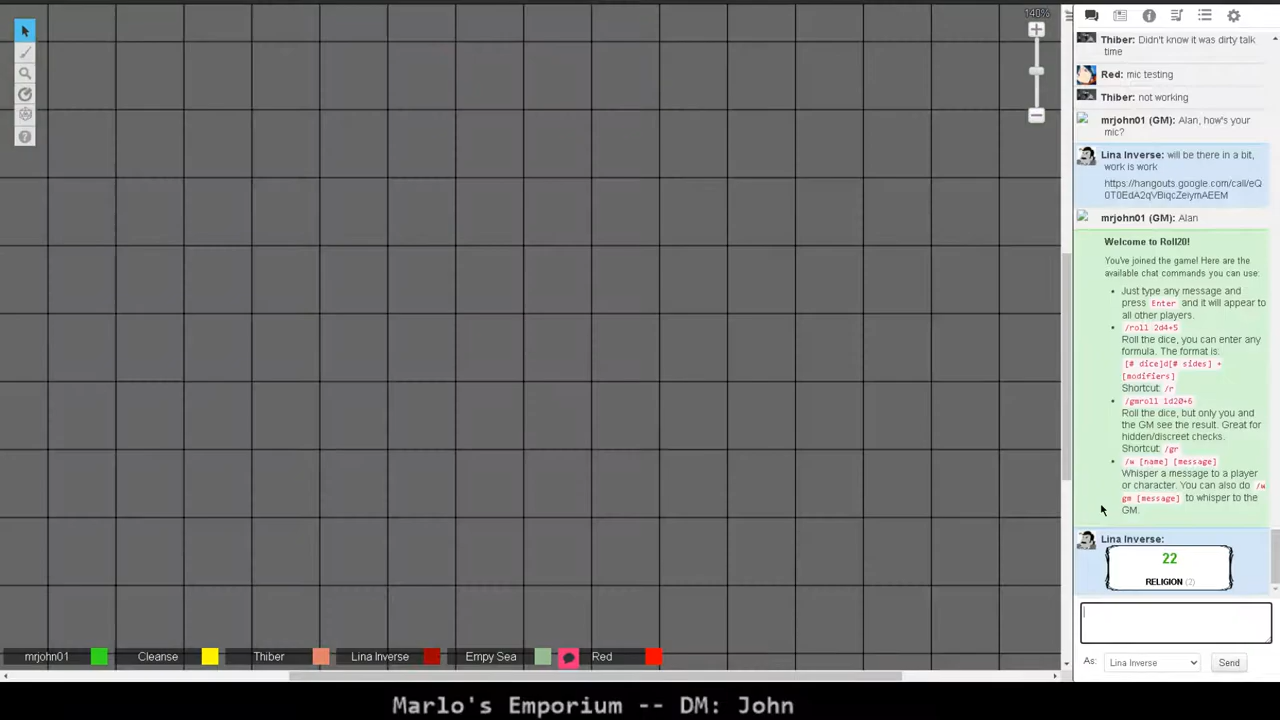 140%
Thiber: Didn't know it was dirty talk
time
Red: mic testing
Thiber: not working
mrjohn01 (GM): Alan, how's your
mic?
Lina Inverse: will be there in a bit,
work is work
https://hangouts.google.com/call/eQ
mrjohn01 (GM): Alan
Welcome to Roll20!
You've joined the game! Here are the
available chat commands you can use:
Just type any message and
press Enter and it will appear to
all other players.
/roll 2d4+5
Roll the dice, you can enter any
formula. The format is:
[# dice]d[# sides] +
[modifiers]
Shortcut: /r
/gmroll 1d20+6
Roll the dice, but only you and
the GM see the result. Great for
hidden/discreet checks.
Shortcut: /gr
/w [name] [message]
Whisper a message to a player
or character. You can also do /w
gm [message] to whisper to the
GM.
Lina Inverse:
22
RELIGION (2)
As: Lina Inverse Send
mrjohn01 Cleanse Thiber Lina Inverse Empy Sea Red
Marlo's Emporium -- DM: John